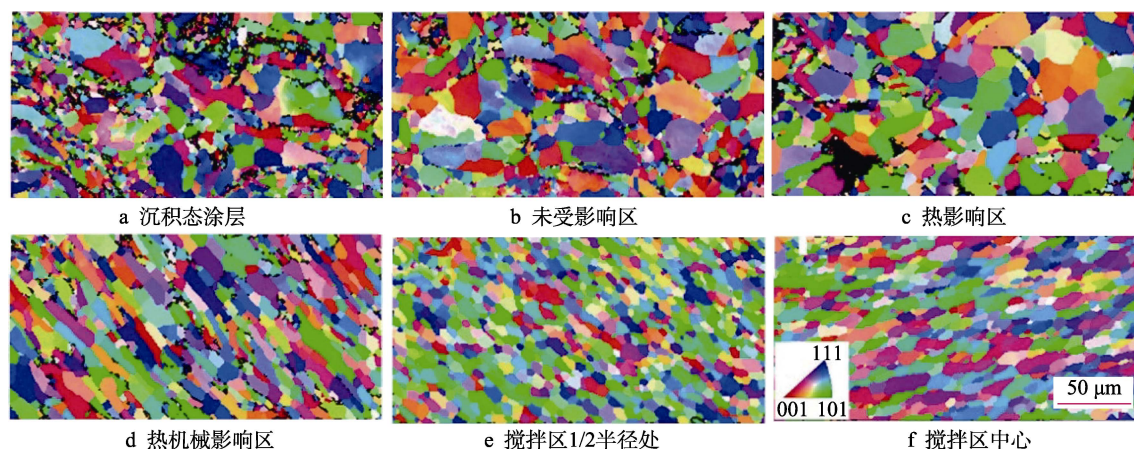 a 沉积态涂层
b 未受影响区
c 热影响区
111
001 101
50 μm
d 热机械影响区
e 搅拌区1/2半径处
f 搅拌区中心